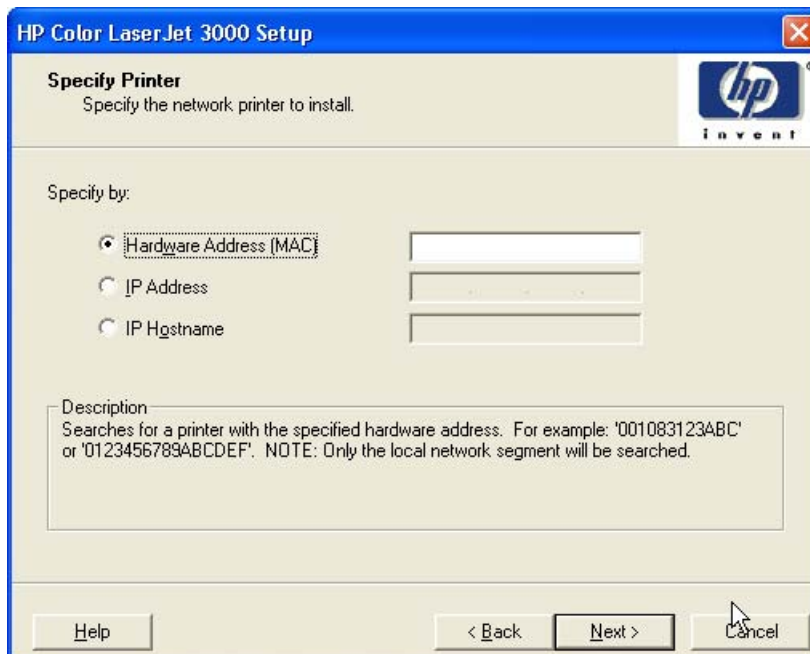 HP Color LaserJet 3000 Setup
Specify Printer
Specify the network printer to install.
hp
invent
Specify by:
Hardware Address (MAC)
IP Address
IP Hostname
Description
Searches for a printer with the specified hardware address. For example: '001083123ABC'
or '0123456789ABCDEF'. NOTE: Only the local network segment will be searched.
Help
< Back
Next >
Cancel